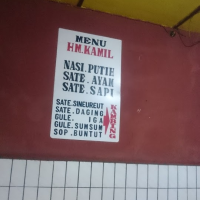 MENU
HM.KAMIL
NASI.PUTIH
SATE.AYAM
SATE.SAPI
SATE.SINEUREUT
SATE.DAGING
GULE. IGA
GULE.SUMSUM
SOP.BUNTUT
KAMBING